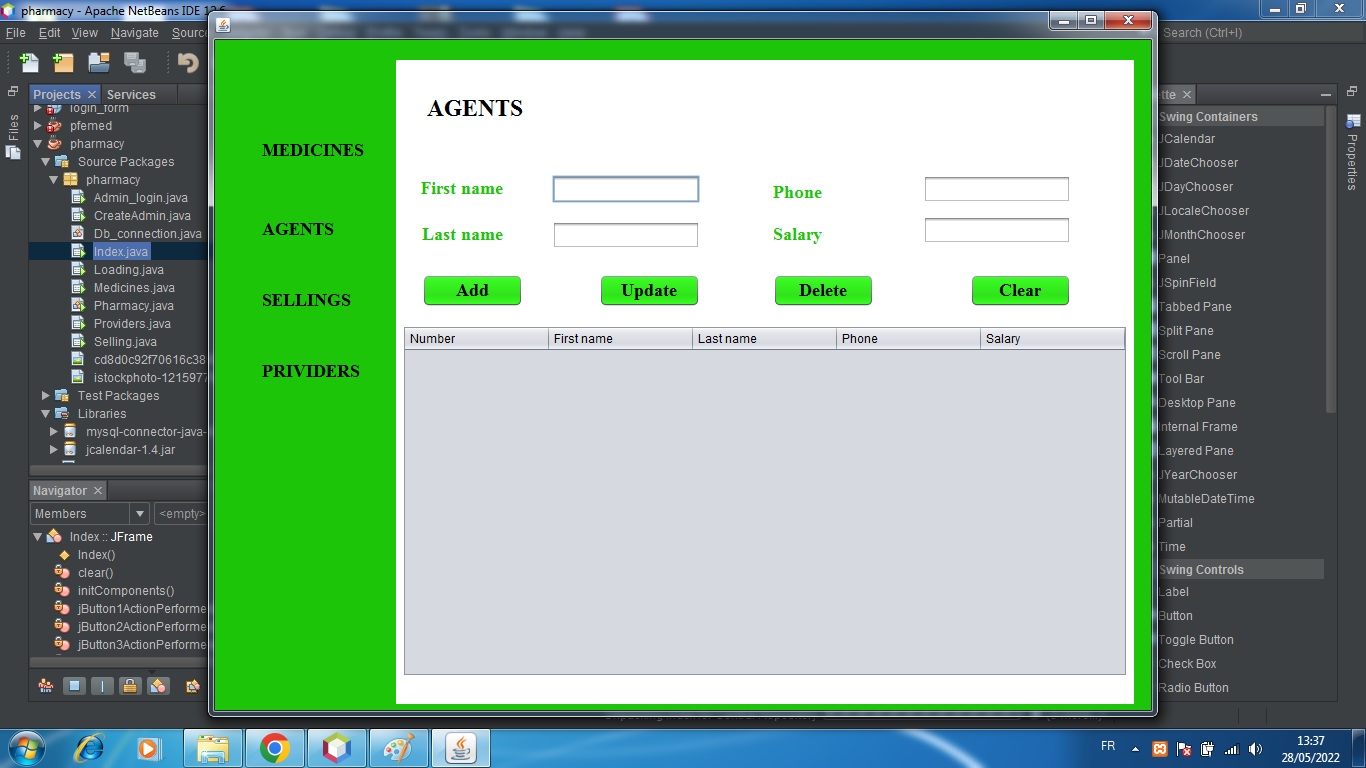 pharmacy - Apache NetBeans IDE
File Edit View Navigate Source
Search (Ctrl+I)
Projects
Services
Files
login_form
pfemed
pharmacy
Source Packages
pharmacy
Admin_login.java
CreateAdmin.java
Db_connection.java
Index.java
Loading.java
Medicines.java
Pharmacy.java
Providers.java
Selling.java
cd8d0c92f70616c38
istockphoto-1215977
Test Packages
Libraries
mysql-connector-java-
jcalendar-1.4.jar
Navigator
Members
<empty>
Index :: JFrame
Index()
clear()
initComponents()
jButton1ActionPerforme
jButton2ActionPerforme
jButton3ActionPerforme
MEDICINES
AGENTS
SELLINGS
PROVIDERS
AGENTS
First name
Phone
Last name
Salary
Add
Update
Delete
Clear
Number First name Last name Phone Salary
tte
Swing Containers
JCalendar
JDateChooser
JDayChooser
JLocaleChooser
JMonthChooser
Panel
JSpinField
Tabbed Pane
Split Pane
Scroll Pane
Tool Bar
Desktop Pane
Internal Frame
Layered Pane
JYearChooser
MutableDateTime
Partial
Time
Swing Controls
Label
Button
Toggle Button
Check Box
Radio Button
Properties
FR
13:37
28/05/2022